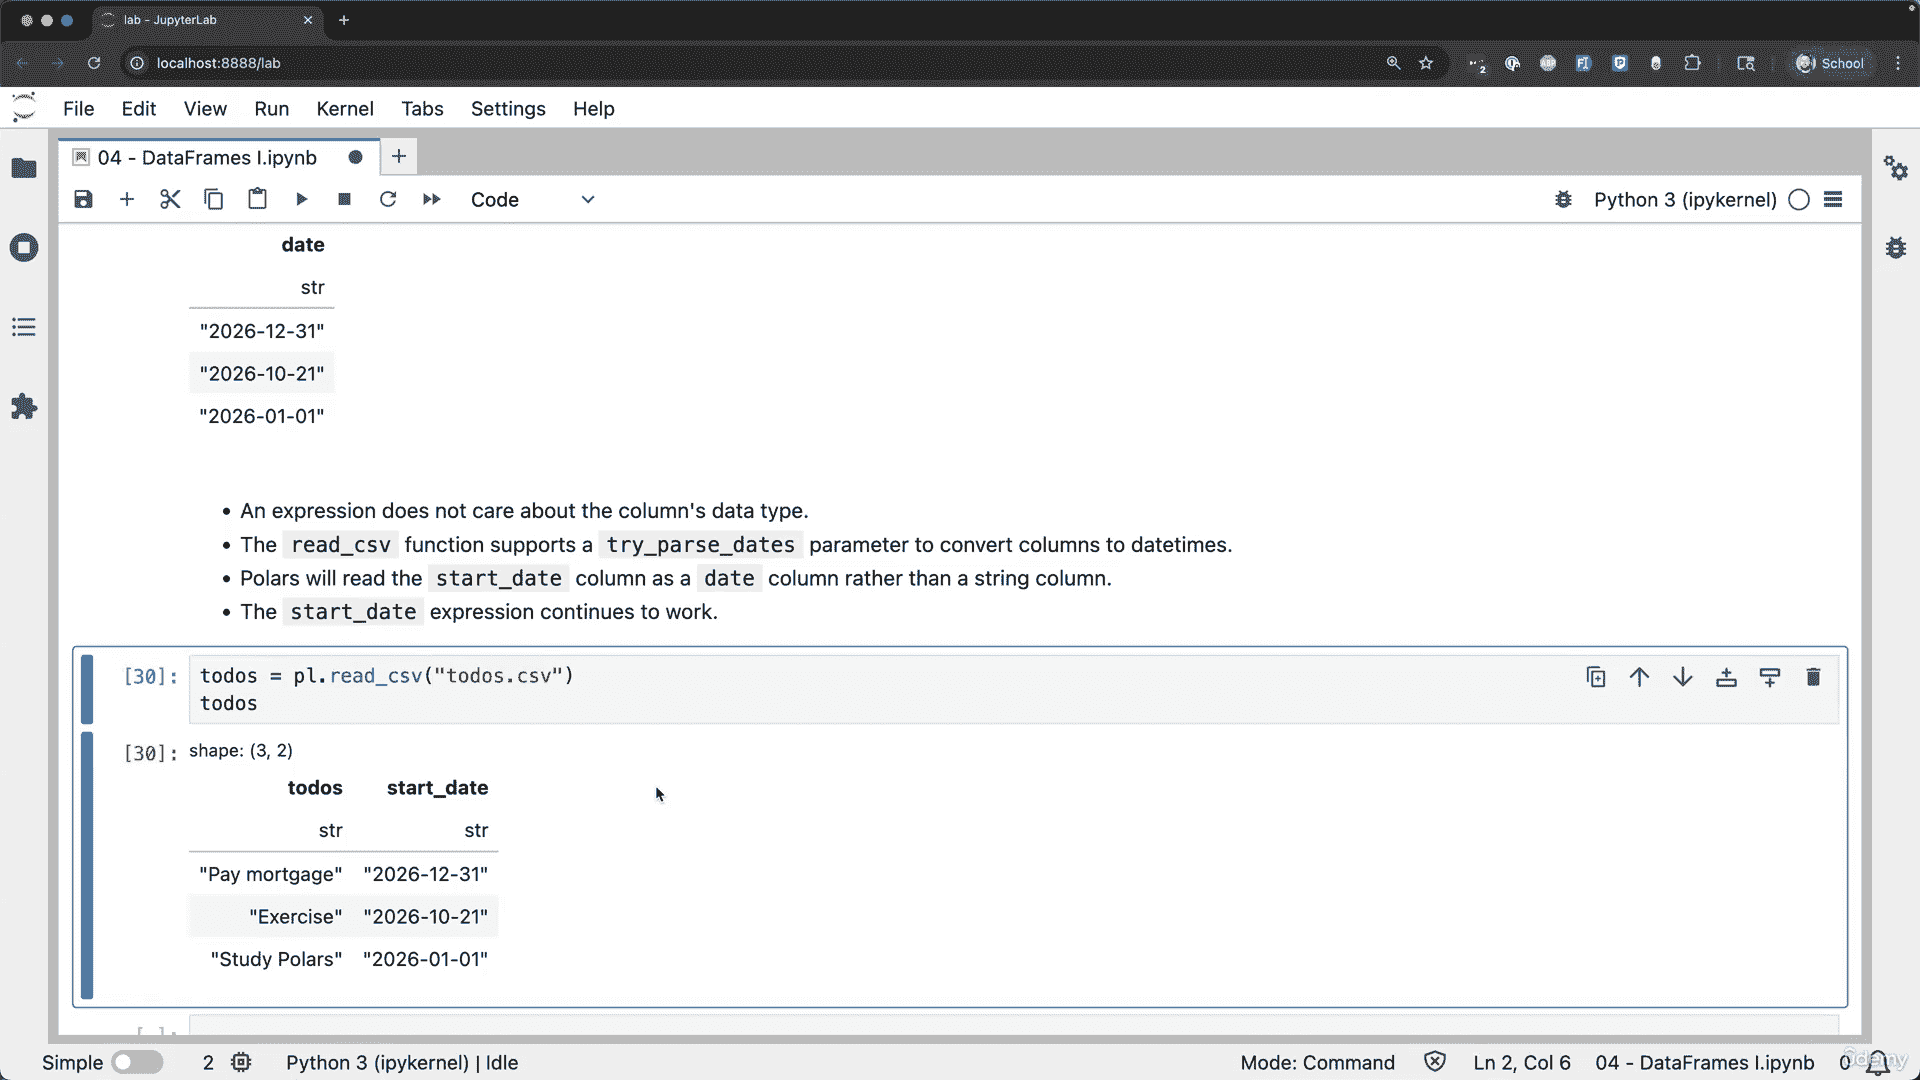 lab - JupyterLab
localhost:8888/lab
2
School
File Edit View Run Kernel Tabs Settings Help
04 - DataFrames I.ipynb
Code
Python 3 (ipykernel)
date
str
"2026-12-31"
"2026-10-21"
"2026-01-01"
• An expression does not care about the column's data type.
• The read_csv function supports a try_parse_dates parameter to convert columns to datetimes.
• Polars will read the start_date column as a date column rather than a string column.
• The start_date expression continues to work.
[30]: todos = pl.read_csv("todos.csv")
todos
[30]: shape: (3, 2)
todos start_date
str str
"Pay mortgage" "2026-12-31"
"Exercise" "2026-10-21"
"Study Polars" "2026-01-01"
[ ]:
Simple 2 Python 3 (ipykernel) | Idle Mode: Command Ln 2, Col 6 04 - DataFrames I.ipynb 0
udemy